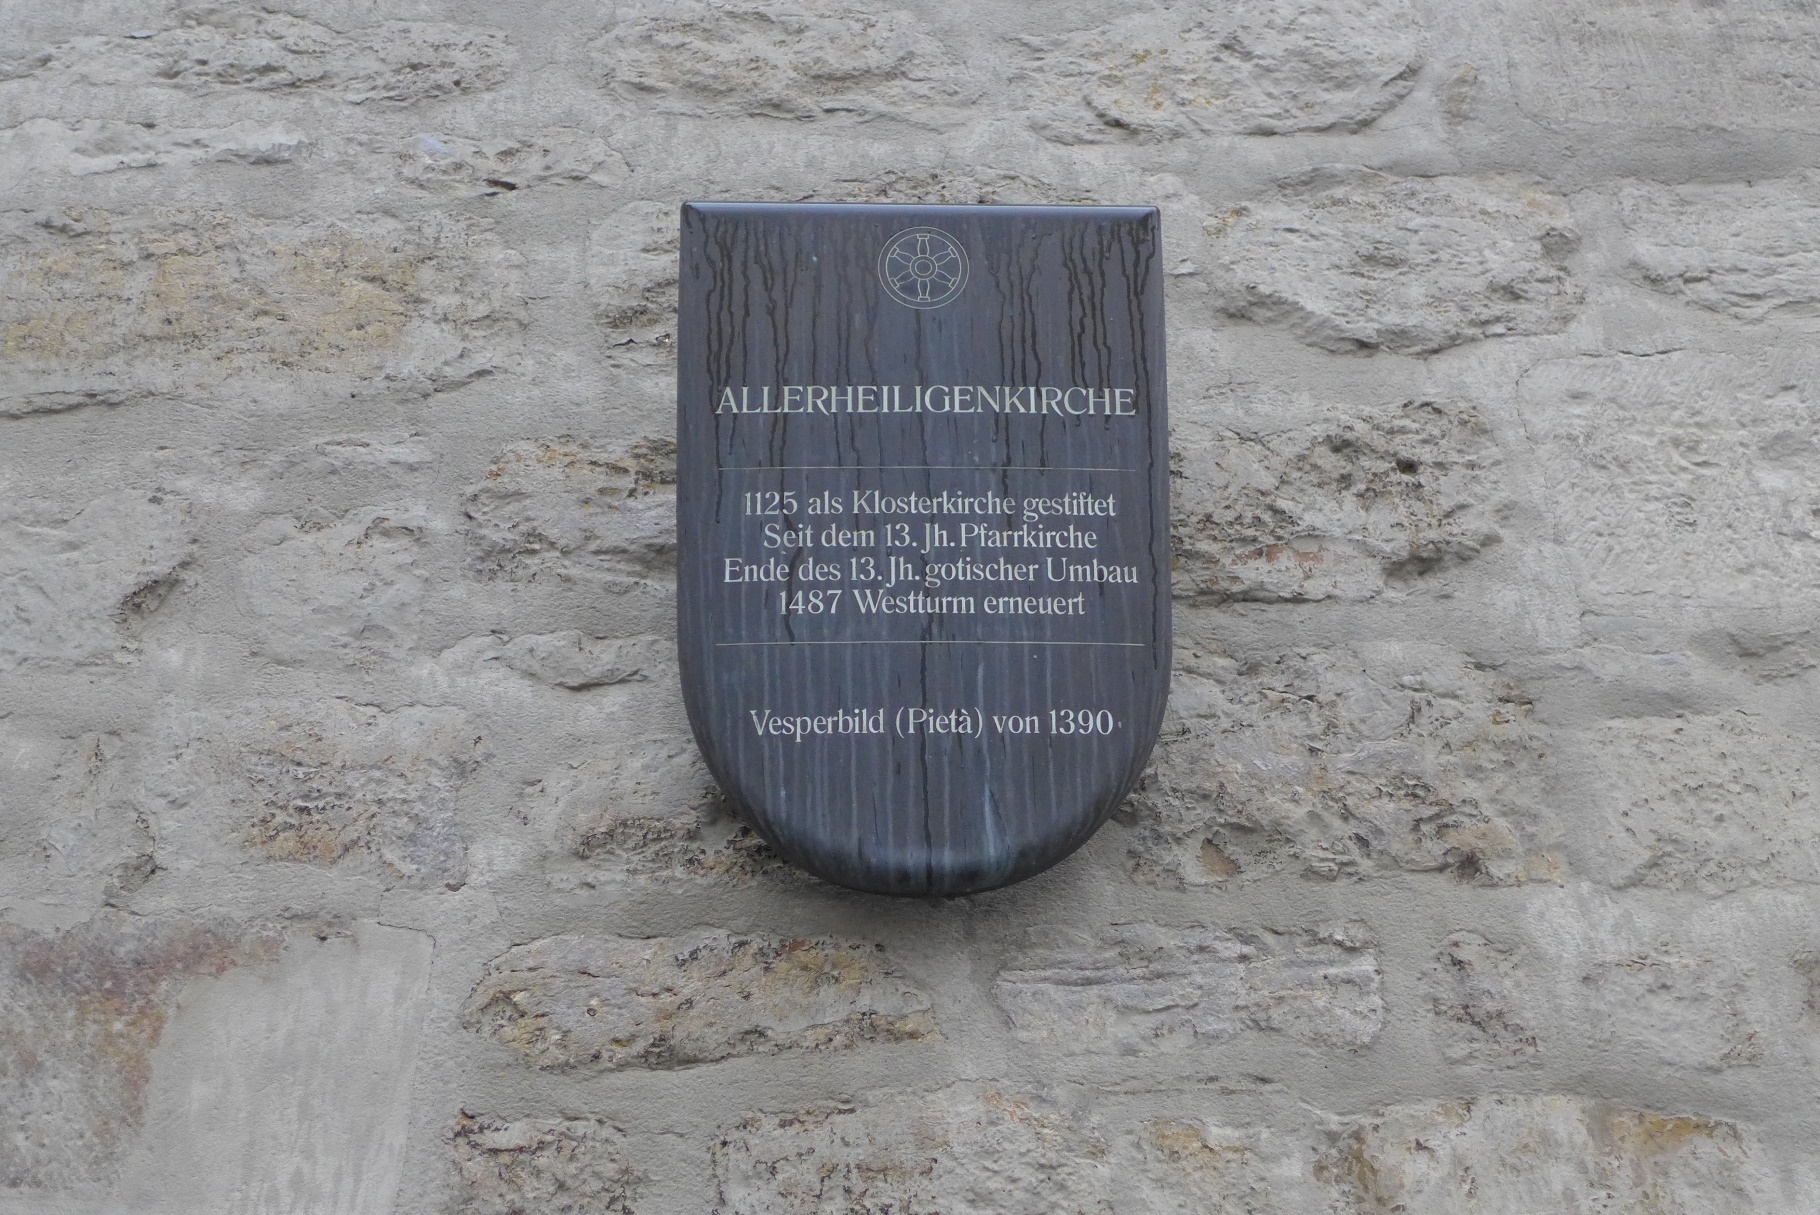 ALLERHEILIGENKIRCHE
1125 als Klosterkirche gestiftet
Seit dem 13. Jh. Pfarrkirche
Ende des 13. Jh. gotischer Umbau
1487 Westturm erneuert
Vesperbild (Pietà) von 1390